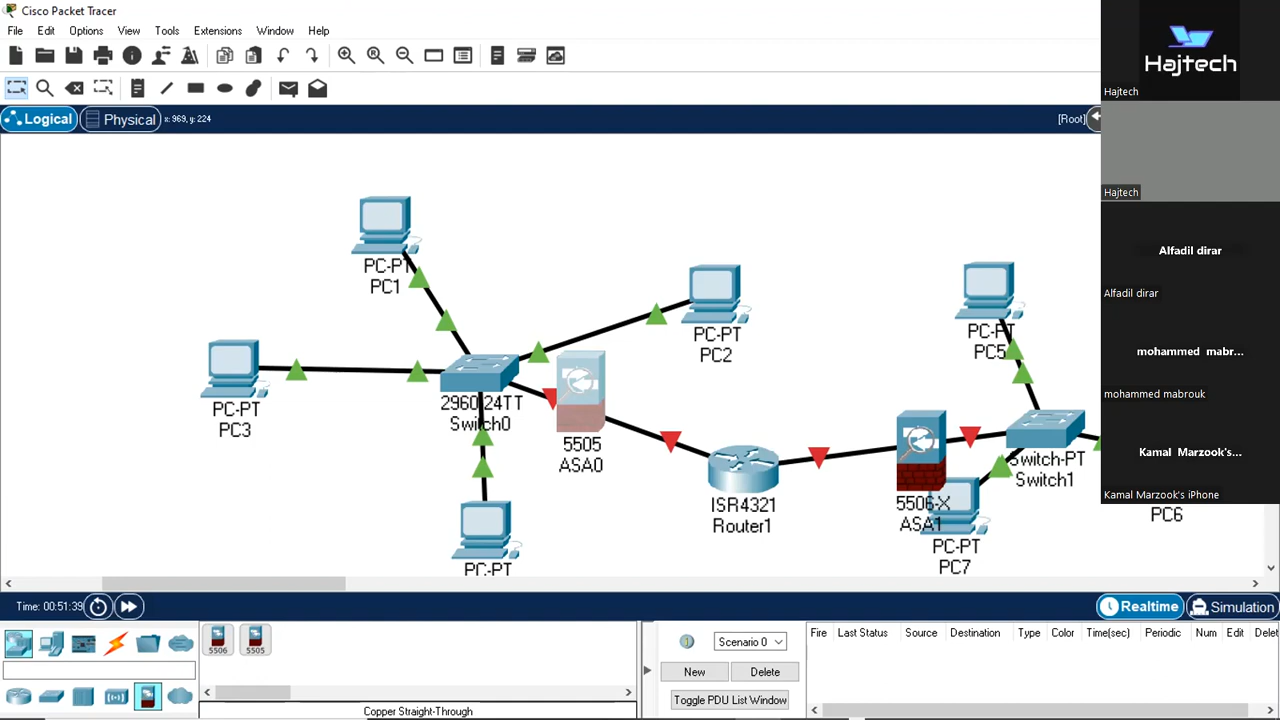 Cisco Packet Tracer
File Edit Options View Tools Extensions Window Help
Logical
Physical
x: 969, y: 224
[Root]
Hajtech
Hajtech
Hajtech
Alfadil dirar
Alfadil dirar
mohammed mabr...
mohammed mabrouk
Kamal Marzook's...
Kamal Marzook's iPhone
PC-PT
PC1
PC-PT
PC2
PC-PT
PC5
PC-PT
PC3
2960-24TT
Switch0
5505
ASA0
ISR4321
Router1
5506-X
ASA1
Switch-PT
Switch1
PC6
PC-PT
PC7
PC-PT
Time: 00:51:39
Realtime
Simulation
5506
5505
Copper Straight-Through
Scenario 0
New
Delete
Toggle PDU List Window
Fire Last Status Source Destination Type Color Time(sec) Periodic Num Edit Delet